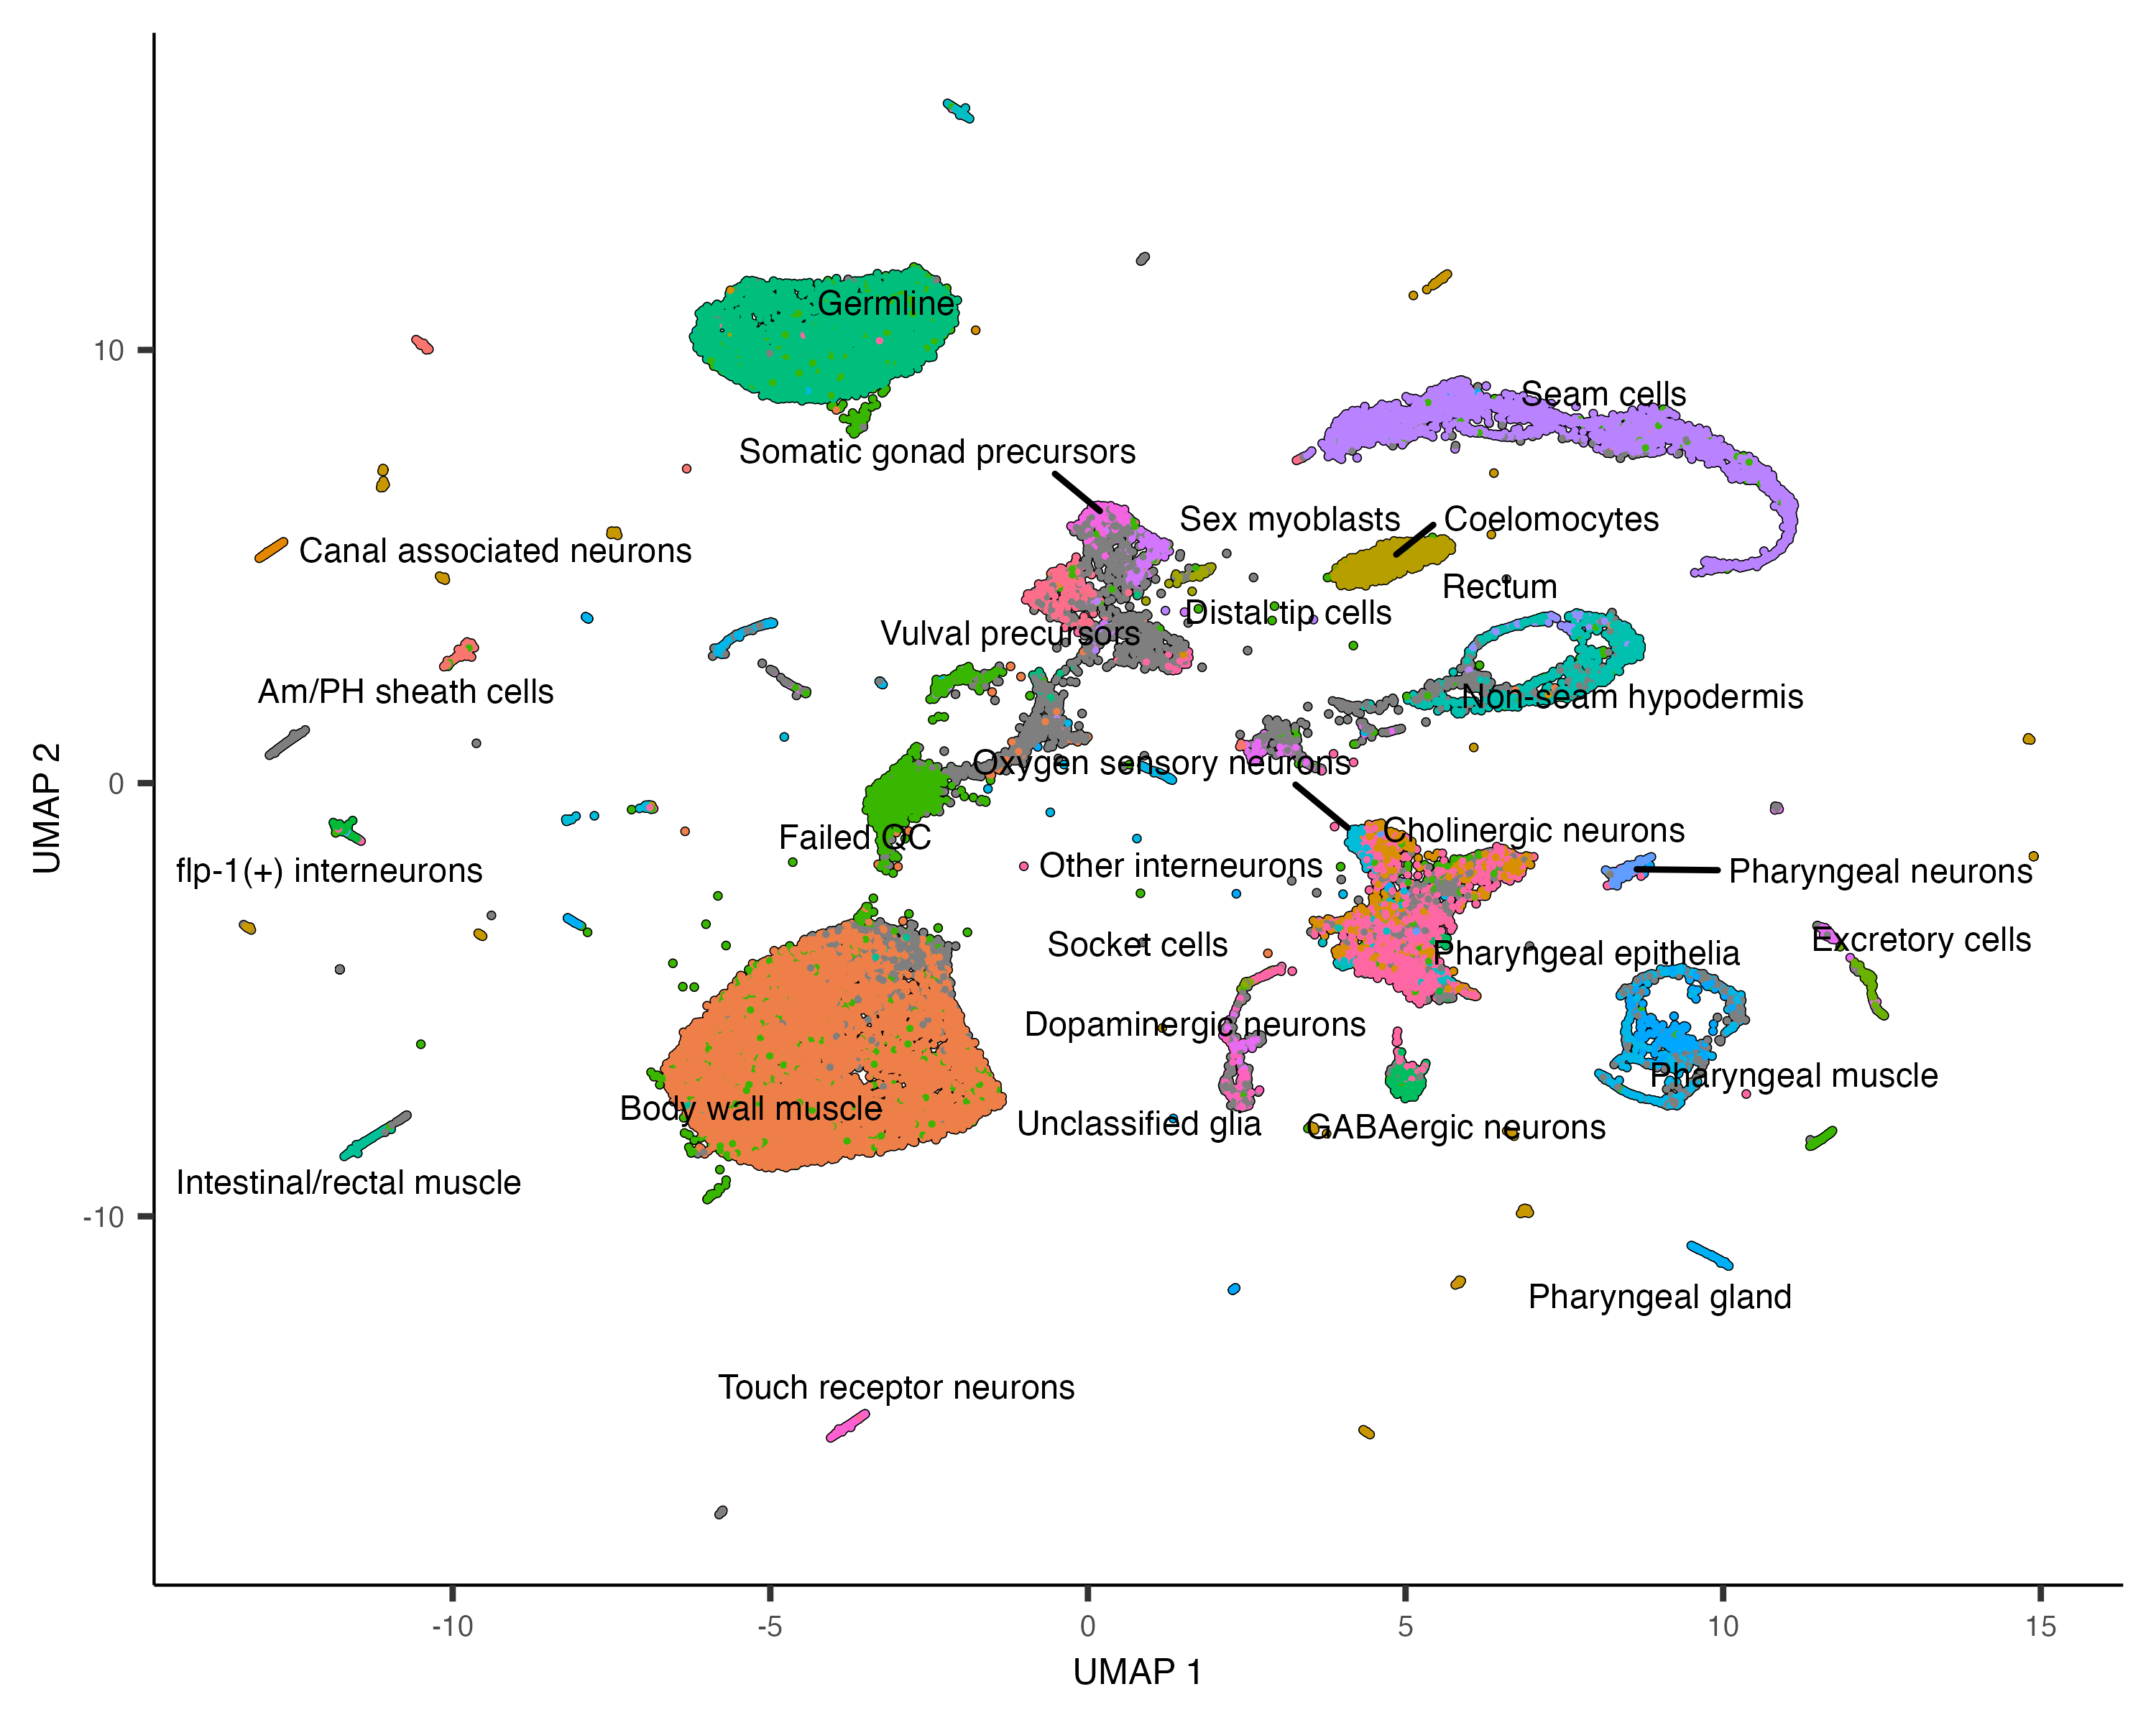 Germline
10
Seam cells
Somatic gonad precursors
Sex myoblasts
Coelomocytes
Canal associated neurons
Rectum
Distal tip cells
Vulval precursors
Am/PH sheath cells
Non-seam hypodermis
Oxygen sensory neurons
0
UMAP 2
Failed QC
Cholinergic neurons
Other interneurons
flp-1(+) interneurons
Pharyngeal neurons
Socket cells
Pharyngeal epithelia
Excretory cells
Dopaminergic neurons
Pharyngeal muscle
Body wall muscle
Unclassified glia
GABAergic neurons
Intestinal/rectal muscle
-10
Pharyngeal gland
Touch receptor neurons
-10 -5 0 5 10 15
UMAP 1